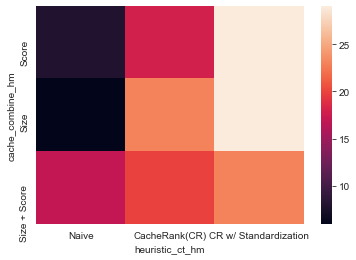 cache_combine_hm
Score
Size
Size + Score
Naive
CacheRank(CR)
CR w/ Standardization
heuristic_ct_hm
25
20
15
10